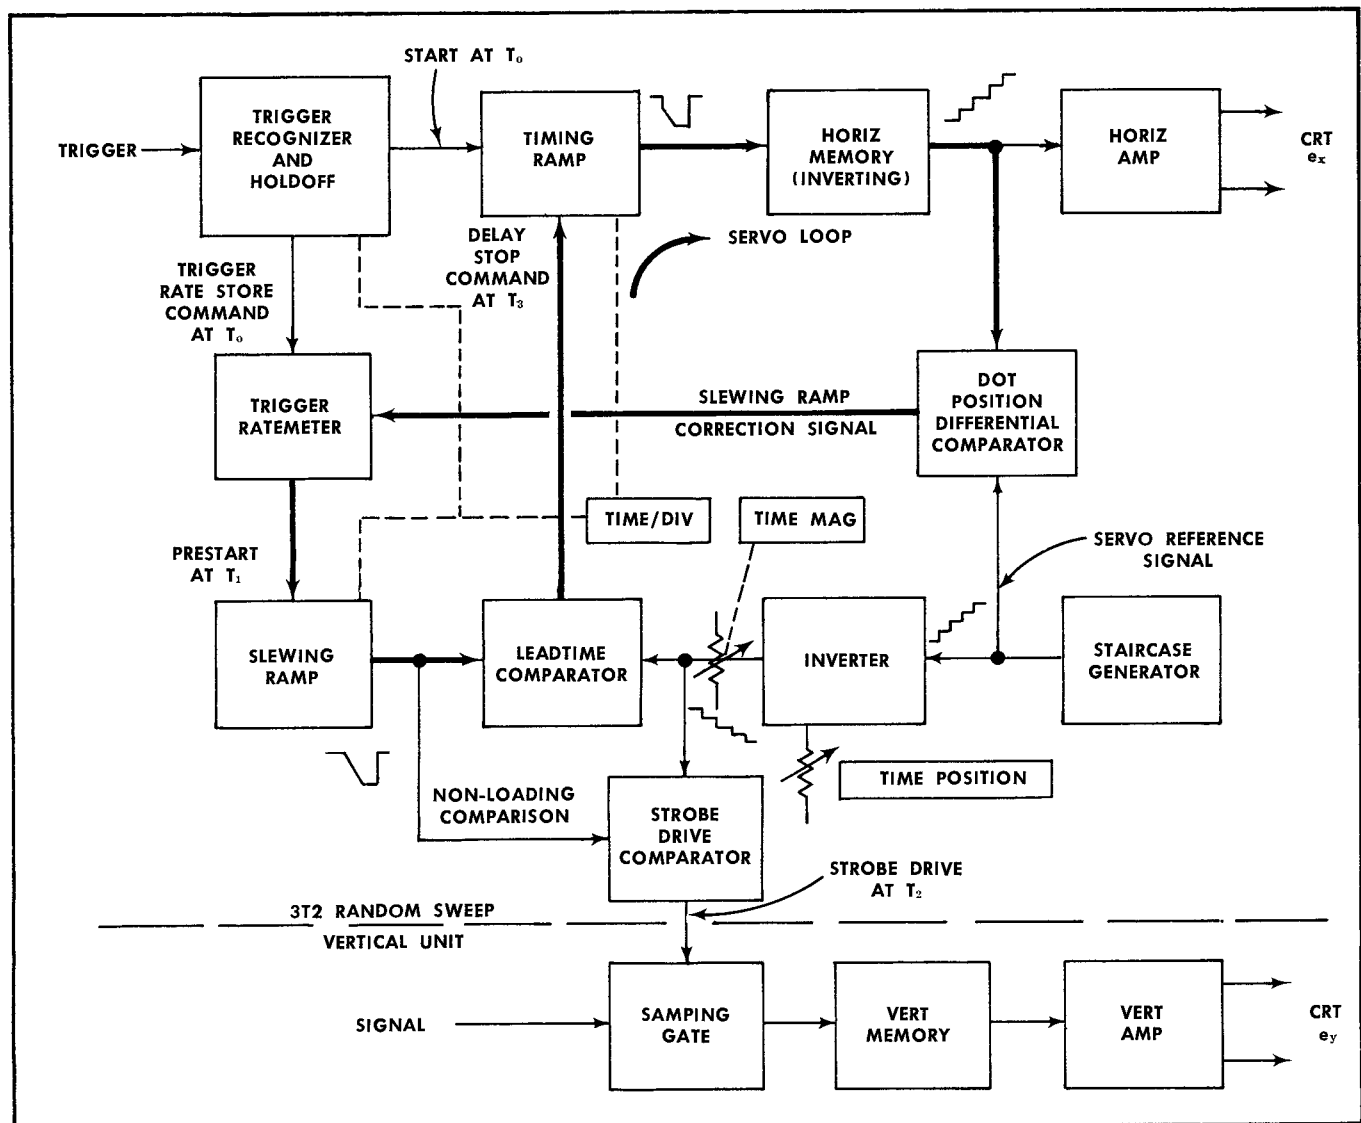 START AT T₀
TRIGGER
TRIGGER
RECOGNIZER
AND
HOLDOFF
TIMING
RAMP
HORIZ
MEMORY
(INVERTING)
HORIZ
AMP
CRT
eₓ
TRIGGER
RATE STORE
COMMAND
AT T₀
DELAY
STOP
COMMAND
AT T₃
SERVO LOOP
TRIGGER
RATEMETER
SLEWING RAMP
CORRECTION SIGNAL
DOT
POSITION
DIFFERENTIAL
COMPARATOR
TIME/DIV
TIME MAG
SERVO REFERENCE
SIGNAL
PRESTART
AT T₁
SLEWING
RAMP
LEADTIME
COMPARATOR
INVERTER
STAIRCASE
GENERATOR
TIME POSITION
NON-LOADING
COMPARISON
STROBE
DRIVE
COMPARATOR
STROBE DRIVE
AT T₂
3T2 RANDOM SWEEP
VERTICAL UNIT
SIGNAL
SAMPING
GATE
VERT
MEMORY
VERT
AMP
CRT
eᵧ